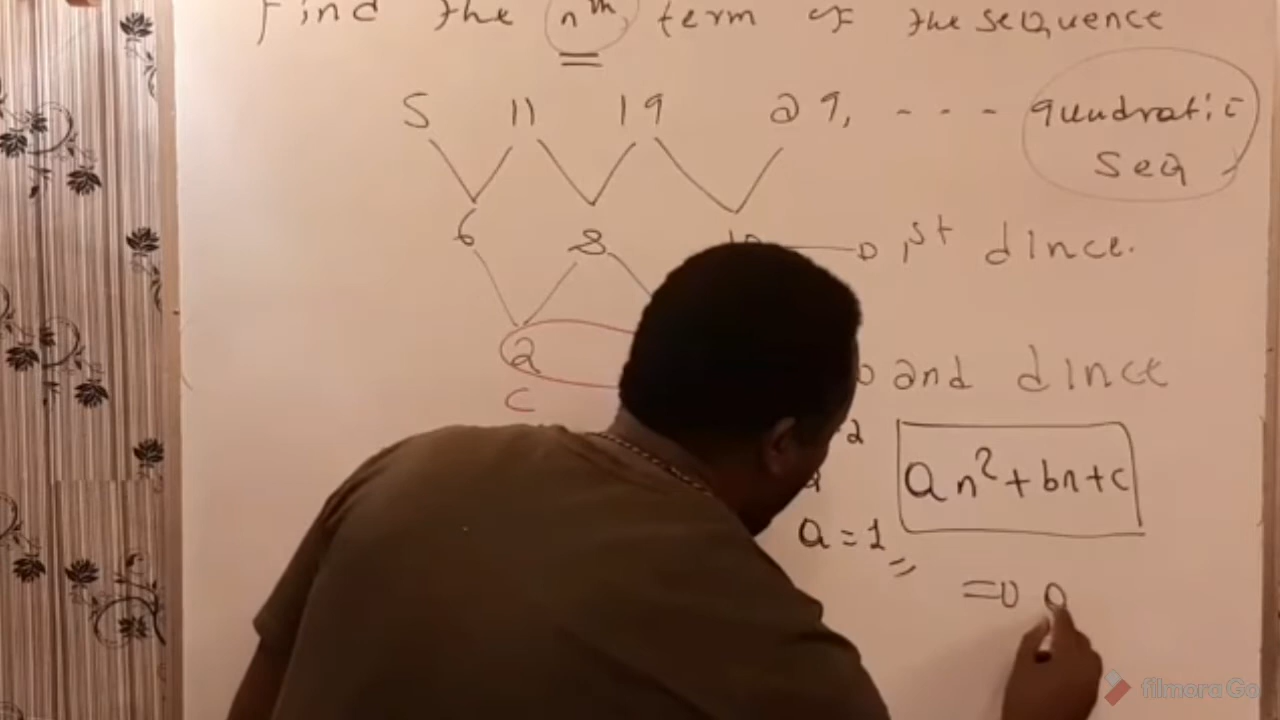 Find the nth term of the sequence
5 11 19 29, - - - quadratic
seq
6 8 10 1st dince.
2 2nd dince
c
2
an²+bn+c
a = 1
filmora Go